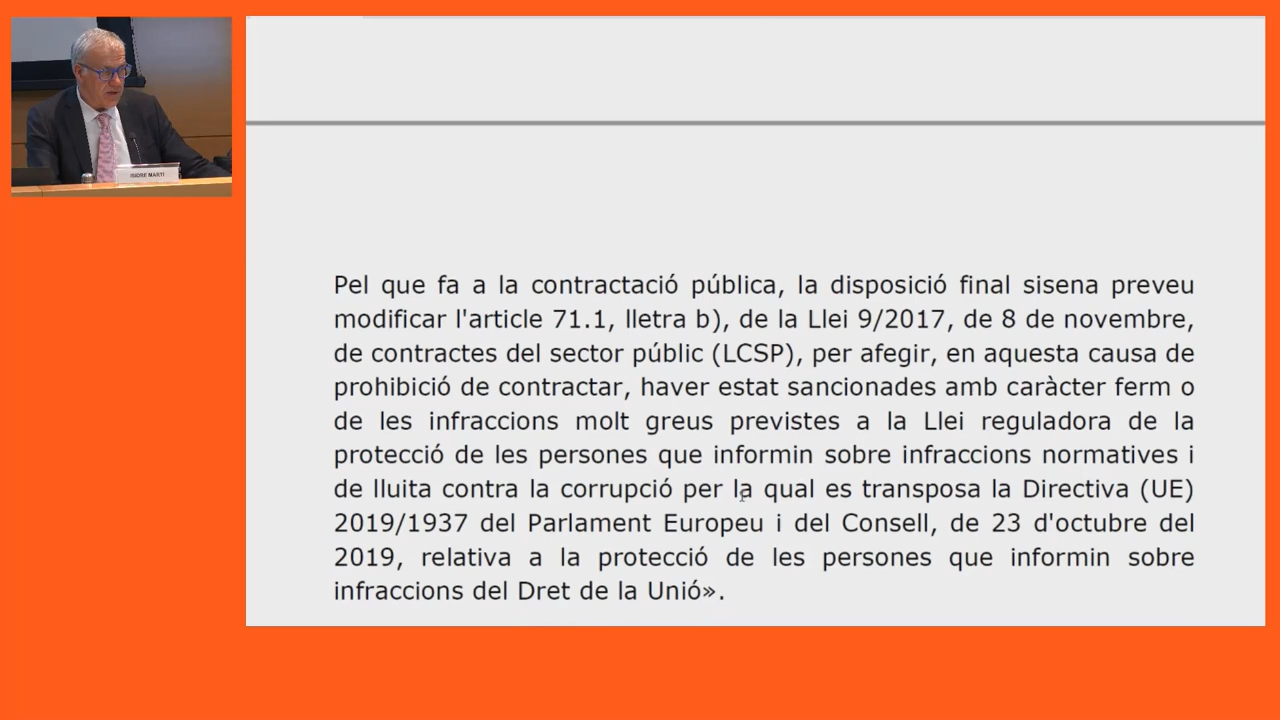 ISIDRE MARTÍ
Pel que fa a la contractació pública, la disposició final sisena preveu
modificar l'article 71.1, lletra b), de la Llei 9/2017, de 8 de novembre,
de contractes del sector públic (LCSP), per afegir, en aquesta causa de
prohibició de contractar, haver estat sancionades amb caràcter ferm o
de les infraccions molt greus previstes a la Llei reguladora de la
protecció de les persones que informin sobre infraccions normatives i
de lluita contra la corrupció per la qual es transposa la Directiva (UE)
2019/1937 del Parlament Europeu i del Consell, de 23 d'octubre del
2019, relativa a la protecció de les persones que informin sobre
infraccions del Dret de la Unió».